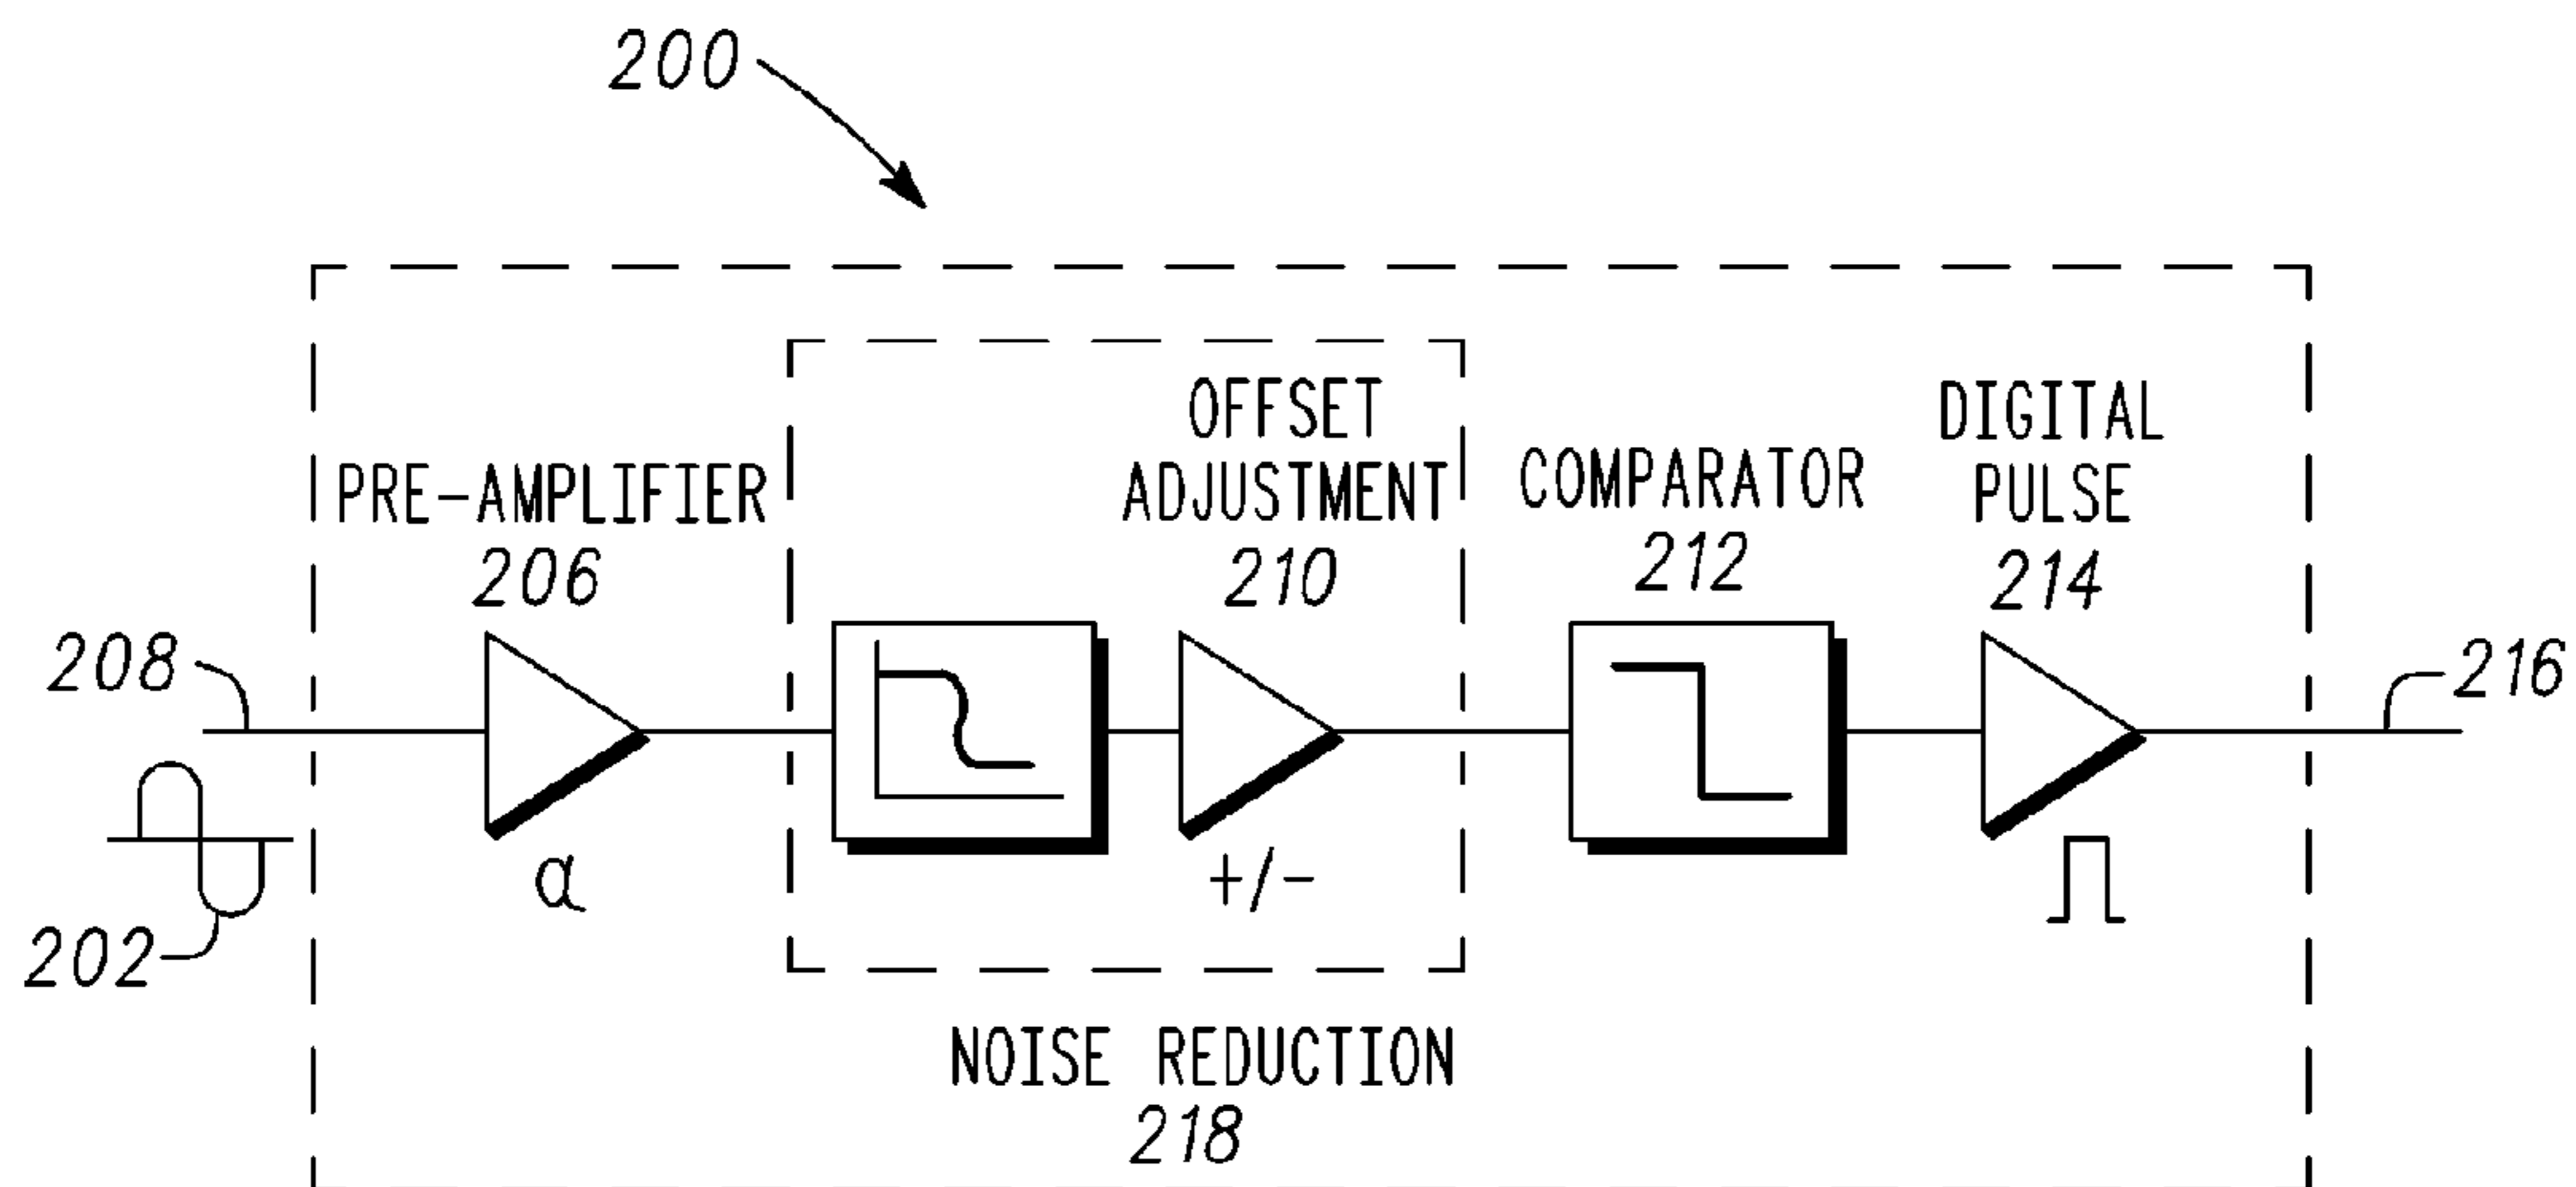 200
OFFSET
ADJUSTMENT
210
DIGITAL
PULSE
214
PRE-AMPLIFIER
206
COMPARATOR
212
208
216
α
+/-
202
NOISE REDUCTION
218